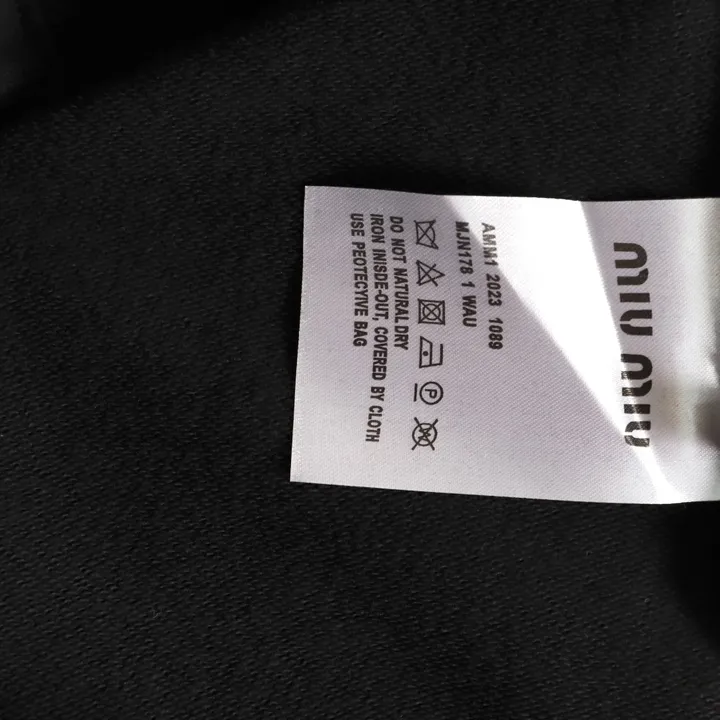 miu miu
AMM1 2023 1089
MJN178 1 WAU
P
W
DO NOT NATURAL DRY
IRON INISDE-OUT, COVERED BY CLOTH
USE PEOTECYIVE BAG